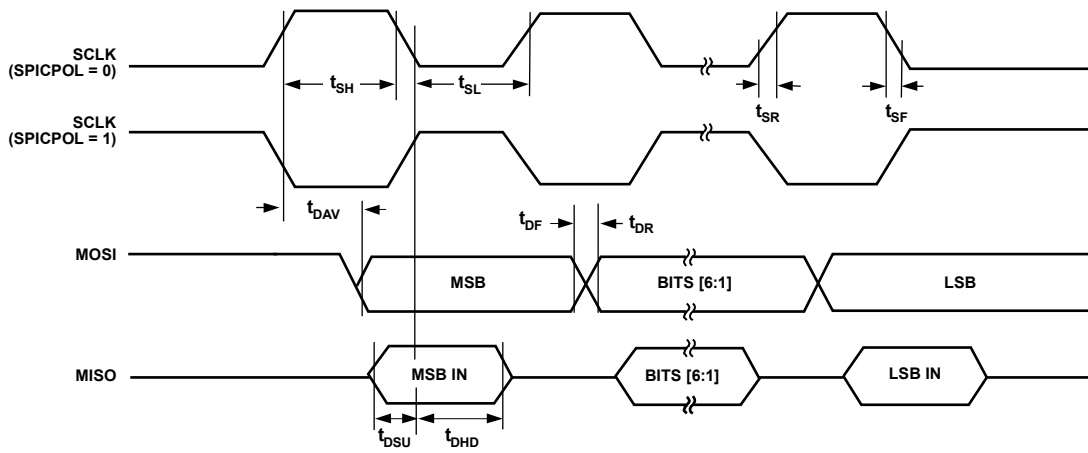 SCLK
(SPICPOL = 0)
tSH
tSL
tSR
tSF
SCLK
(SPICPOL = 1)
tDAV
tDF
tDR
MOSI
MSB
BITS [6:1]
LSB
MISO
MSB IN
BITS [6:1]
LSB IN
tDSU
tDHD